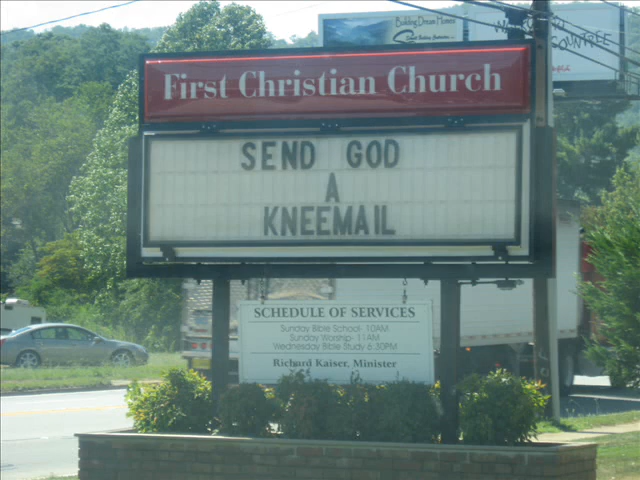 Building Dream Homes
First Christian Church
SEND GOD
A
KNEEMAIL
SCHEDULE OF SERVICES
Sunday Bible School- 10AM
Sunday Worship- 11AM
Wednesday Bible Study 6:30PM
Richard Kaiser, Minister